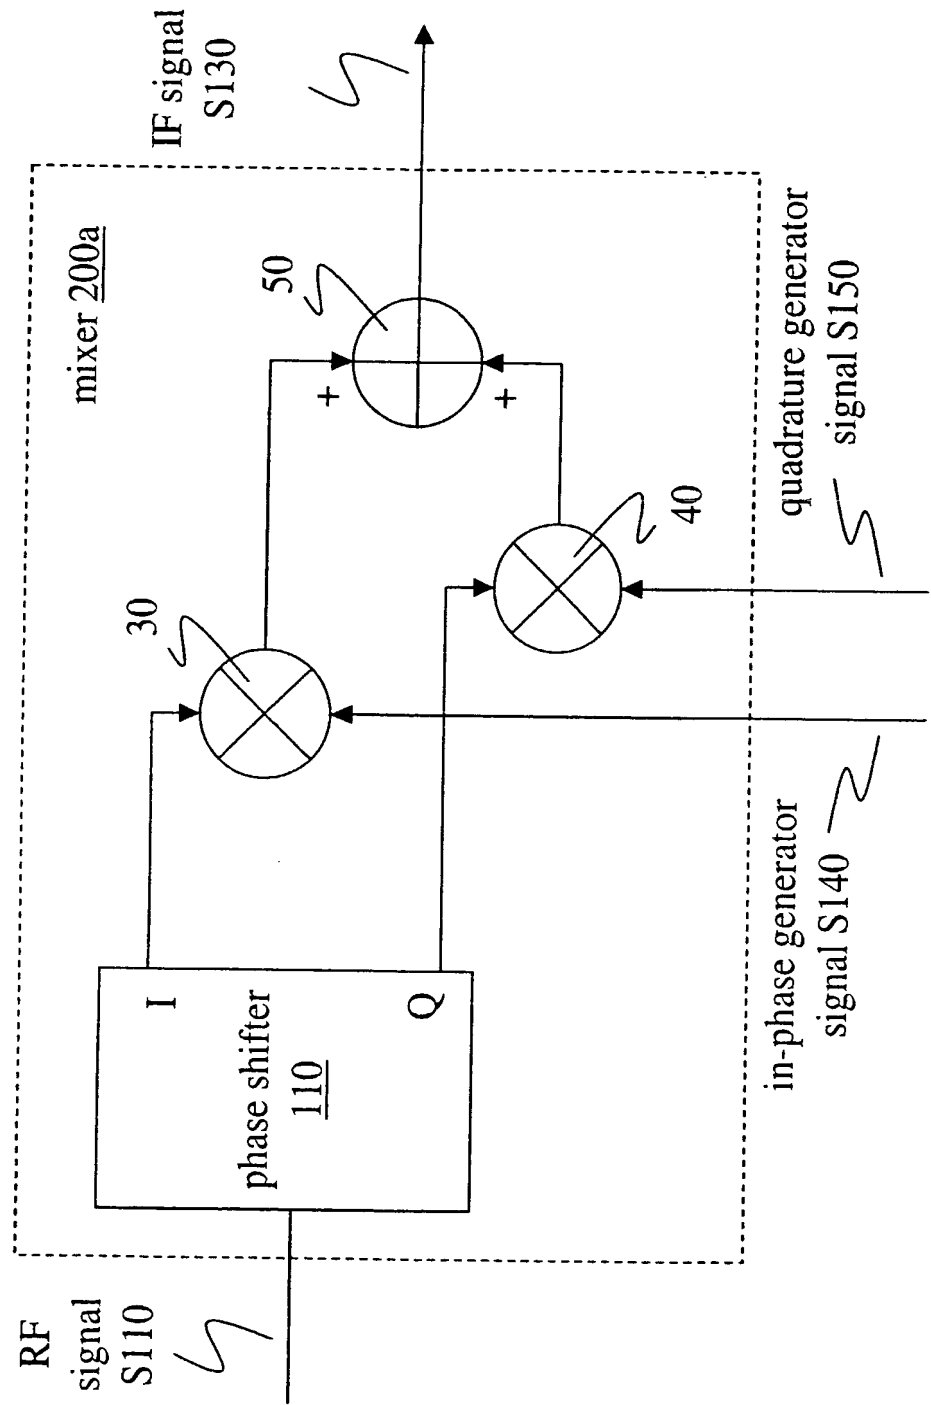 RF
signal
S110
mixer 200a
IF signal
S130
I
phase shifter
110
Q
30
50
+
+
40
in-phase generator
signal S140
quadrature generator
signal S150